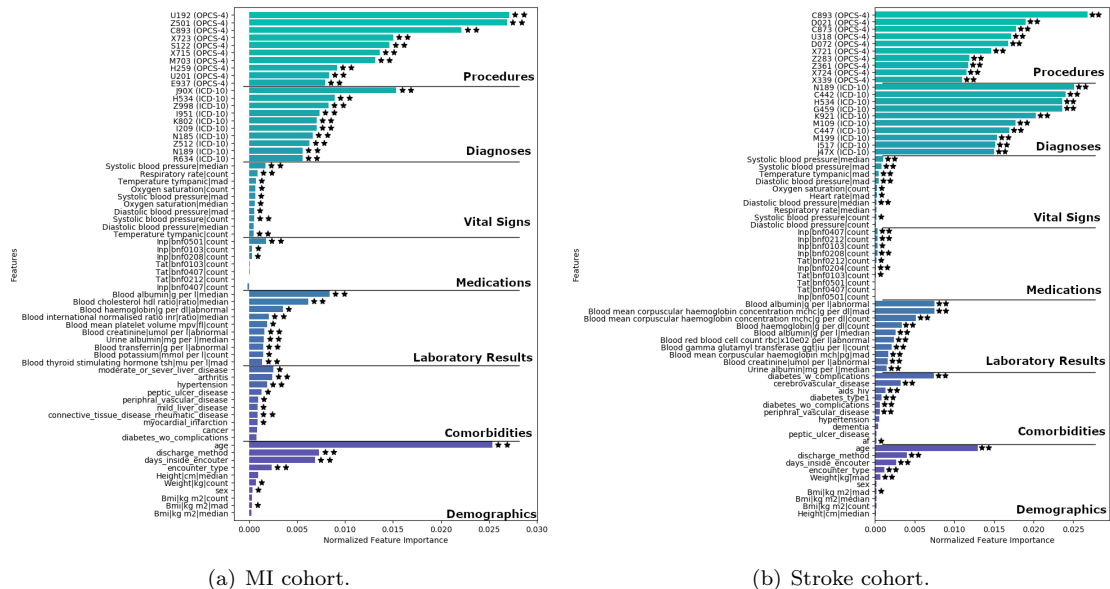 Features
U192 (OPCS-4) ★★
Z501 (OPCS-4) ★★
C893 (OPCS-4) ★★
X723 (OPCS-4) ★★
S122 (OPCS-4) ★★
X715 (OPCS-4) ★★
M703 (OPCS-4) ★★
H259 (OPCS-4) ★★
U201 (OPCS-4) ★★
E937 (OPCS-4) ★★
Procedures
J90X (ICD-10) ★★
H534 (ICD-10) ★★
Z998 (ICD-10) ★★
I951 (ICD-10) ★★
K802 (ICD-10) ★★
I209 (ICD-10) ★★
N185 (ICD-10) ★★
Z512 (ICD-10) ★★
N189 (ICD-10) ★★
R634 (ICD-10) ★★
Diagnoses
Systolic blood pressure|median ★★
Respiratory rate|count ★★
Temperature tympanic|mad ★
Oxygen saturation|count ★
Systolic blood pressure|mad ★
Oxygen saturation|median ★
Diastolic blood pressure|mad ★
Systolic blood pressure|count ★★
Diastolic blood pressure|median
Temperature tympanic|count ★★
Vital Signs
Inp|bnf0501|count ★★
Inp|bnf0103|count ★
Inp|bnf0208|count ★
Tat|bnf0103|count
Tat|bnf0407|count
Tat|bnf0212|count
Inp|bnf0407|count
Medications
Blood albumin|g per l|median ★★
Blood cholesterol hdl ratio|ratio|median ★★
Blood haemoglobin|g per dl|abnormal ★
Blood international normalised ratio inr|ratio|median ★★
Blood mean platelet volume mpv|fl|count ★
Blood creatinine|umol per l|abnormal ★★
Urine albumin|mg per l|median ★★
Blood transferrin|g per l|abnormal ★★
Blood potassium|mmol per l|count ★
Blood thyroid stimulating hormone tsh|mu per l|mad ★★
Laboratory Results
moderate_or_sever_liver_disease ★
arthritis ★★
hypertension ★★
peptic_ulcer_disease ★
periphral_vascular_disease ★
mild_liver_disease ★
connective_tissue_disease_rheumatic_disease ★★
myocardial_infarction ★
cancer
diabetes_wo_complications
Comorbidities
age ★★
discharge_method ★★
days_inside_encouter ★★
encounter_type ★★
Height|cm|median
Weight|kg|count ★
sex ★
Bmi|kg m2|count
Bmi|kg m2|mad ★
Bmi|kg m2|median
Demographics
0.000 0.005 0.010 0.015 0.020 0.025 0.030
Normalized Feature Importance
(a) MI cohort.
Features
C893 (OPCS-4) ★★
D021 (OPCS-4) ★★
C873 (OPCS-4) ★★
U318 (OPCS-4) ★★
D072 (OPCS-4) ★★
X721 (OPCS-4) ★★
Z283 (OPCS-4) ★★
Z361 (OPCS-4) ★★
X724 (OPCS-4) ★★
X339 (OPCS-4) ★★
Procedures
N189 (ICD-10) ★★
C442 (ICD-10) ★★
H534 (ICD-10) ★★
G459 (ICD-10) ★★
K921 (ICD-10) ★★
M109 (ICD-10) ★★
C447 (ICD-10) ★★
M199 (ICD-10) ★★
I517 (ICD-10) ★★
J47X (ICD-10) ★★
Diagnoses
Systolic blood pressure|median ★★
Systolic blood pressure|mad ★★
Temperature tympanic|mad ★★
Diastolic blood pressure|mad ★★
Oxygen saturation|count ★
Heart rate|mad ★
Diastolic blood pressure|median ★★
Respiratory rate|median
Systolic blood pressure|count ★
Diastolic blood pressure|count
Vital Signs
Inp|bnf0407|count ★★
Inp|bnf0212|count ★★
Inp|bnf0103|count ★
Inp|bnf0208|count ★★
Tat|bnf0212|count ★
Inp|bnf0204|count ★★
Tat|bnf0103|count ★
Tat|bnf0501|count
Tat|bnf0407|count
Inp|bnf0501|count
Medications
Blood albumin|g per l|abnormal ★★
Blood mean corpuscular haemoglobin concentration mchc|g per dl|mad ★★
Blood mean corpuscular haemoglobin concentration mchc|g per dl|count ★★
Blood haemoglobin|g per dl|count ★★
Blood albumin|g per l|median ★★
Blood red blood cell count rbc|x10e02 per l|abnormal ★★
Blood gamma glutamyl transferase ggt|iu per l|count ★★
Blood mean corpuscular haemoglobin mch|pg|mad ★★
Blood creatinine|umol per l|abnormal ★★
Urine albumin|mg per l|median ★★
Laboratory Results
diabetes_w_complications ★★
cerebrovascular_disease ★★
aids_hiv ★★
diabetes_type1 ★★
diabetes_wo_complications ★★
periphral_vascular_disease ★★
hypertension
dementia
peptic_ulcer_disease
af ★
Comorbidities
age ★★
discharge_method ★★
days_inside_encouter ★★
encounter_type ★★
Weight|kg|mad ★★
sex
Bmi|kg m2|mad ★
Bmi|kg m2|median
Bmi|kg m2|count
Height|cm|median
Demographics
0.000 0.005 0.010 0.015 0.020 0.025
Normalized Feature Importance
(b) Stroke cohort.